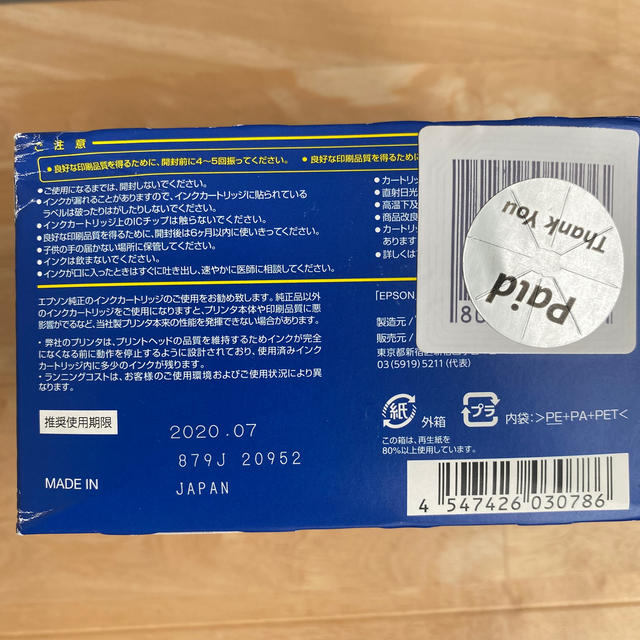 ご注意
● 良好な印刷品質を得るために、開封前に4〜5回振ってください。 ● 良好な印刷品質を得るために
● ご使用になるまでは、開封しないでください。
● インクが漏れることがありますので、インクカートリッジに貼られている
ラベルは破ったりはがしたりしないでください。
● インクカートリッジ上のICチップは触らないでください。
● 良好な印刷品質を得るために、開封後は6ヶ月以内に使いきってください。
● 子供の手の届かない場所に保管してください。
● インクは飲まないでください。
● インクが口に入ったときはすぐに吐き出し、速やかに医師に相談してください。
エプソン純正のインクカートリッジのご使用をお勧め致します。純正品以外
のインクカートリッジをご使用になりますと、プリンタ本体や印刷品質に悪
影響がでるなど、当社製プリンタ本来の性能を発揮できない場合があります。
・弊社のプリンタは、プリントヘッドの品質を維持するためインクが完全
になくなる前に動作を停止するように設計されており、使用済みインク
カートリッジ内に多少のインクが残ります。
・ランニングコストは、お客様のご使用環境およびご使用状況により異
なります。
推奨使用期限
2020.07
879J 20952
MADE IN
JAPAN
● カートリッ
● 直射日光
● 高温下及
● 商品改良
● カートリッ
あります
● 詳しくは
「EPSON
製造元/
販売元/
東京都新宿区新宿
03(5919)5211(代表)
紙
外箱
プラ
内袋:>PE+PA+PET<
この箱は、再生紙を
80%以上使用しています。
4 547426 030786
80
Paid
Thank You